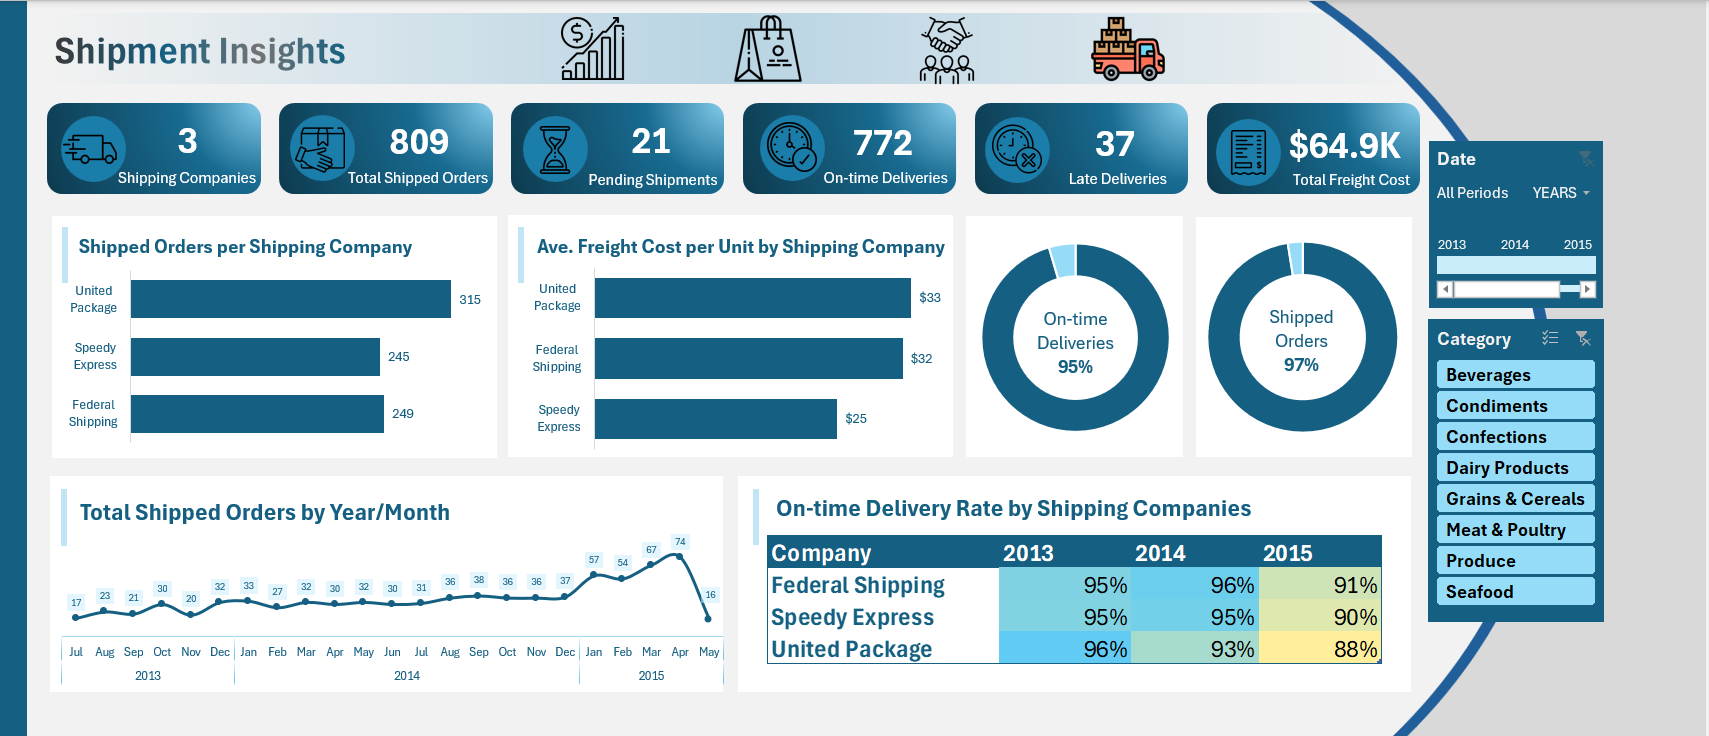 Shipment Insights
3
Shipping Companies
809
Total Shipped Orders
21
Pending Shipments
772
On-time Deliveries
37
Late Deliveries
$64.9K
Total Freight Cost
Date
All Periods YEARS
2013 2014 2015
Category
Beverages
Condiments
Confections
Dairy Products
Grains & Cereals
Meat & Poultry
Produce
Seafood
Shipped Orders per Shipping Company
United
Package
315
Speedy
Express
245
Federal
Shipping
249
Ave. Freight Cost per Unit by Shipping Company
United
Package
$33
Federal
Shipping
$32
Speedy
Express
$25
On-time
Deliveries
95%
Shipped
Orders
97%
Total Shipped Orders by Year/Month
17 23 21 30 20 32 33 27 32 30 32 30 31 36 38 36 36 37 57 54 67 74 16
Jul Aug Sep Oct Nov Dec Jan Feb Mar Apr May Jun Jul Aug Sep Oct Nov Dec Jan Feb Mar Apr May
2013 2014 2015
On-time Delivery Rate by Shipping Companies
Company 2013 2014 2015
Federal Shipping 95% 96% 91%
Speedy Express 95% 95% 90%
United Package 96% 93% 88%